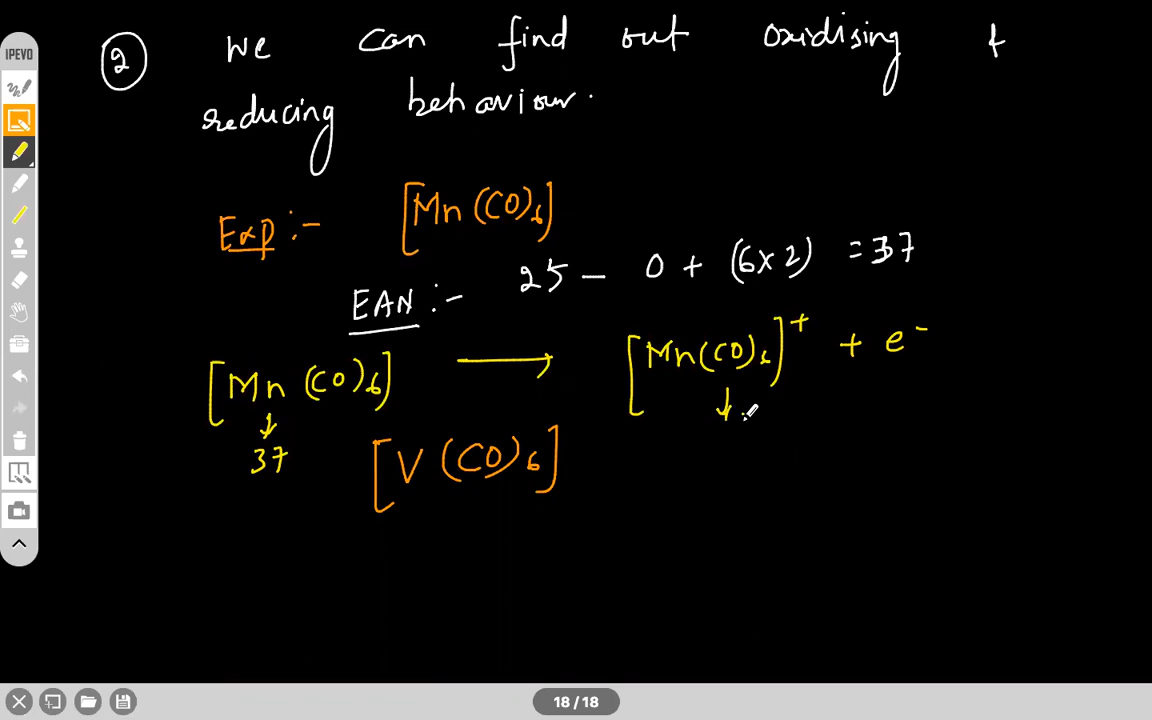 IPEVO
② We can find out oxidising &
reducing behaviour.
Exp :- [Mn(CO)₆]
EAN :- 25 - 0 + (6×2) = 37
[Mn(CO)₆] ⟶ [Mn(CO)₆]⁺ + e⁻
↓ ↓
37
[V(CO)₆]
18 / 18